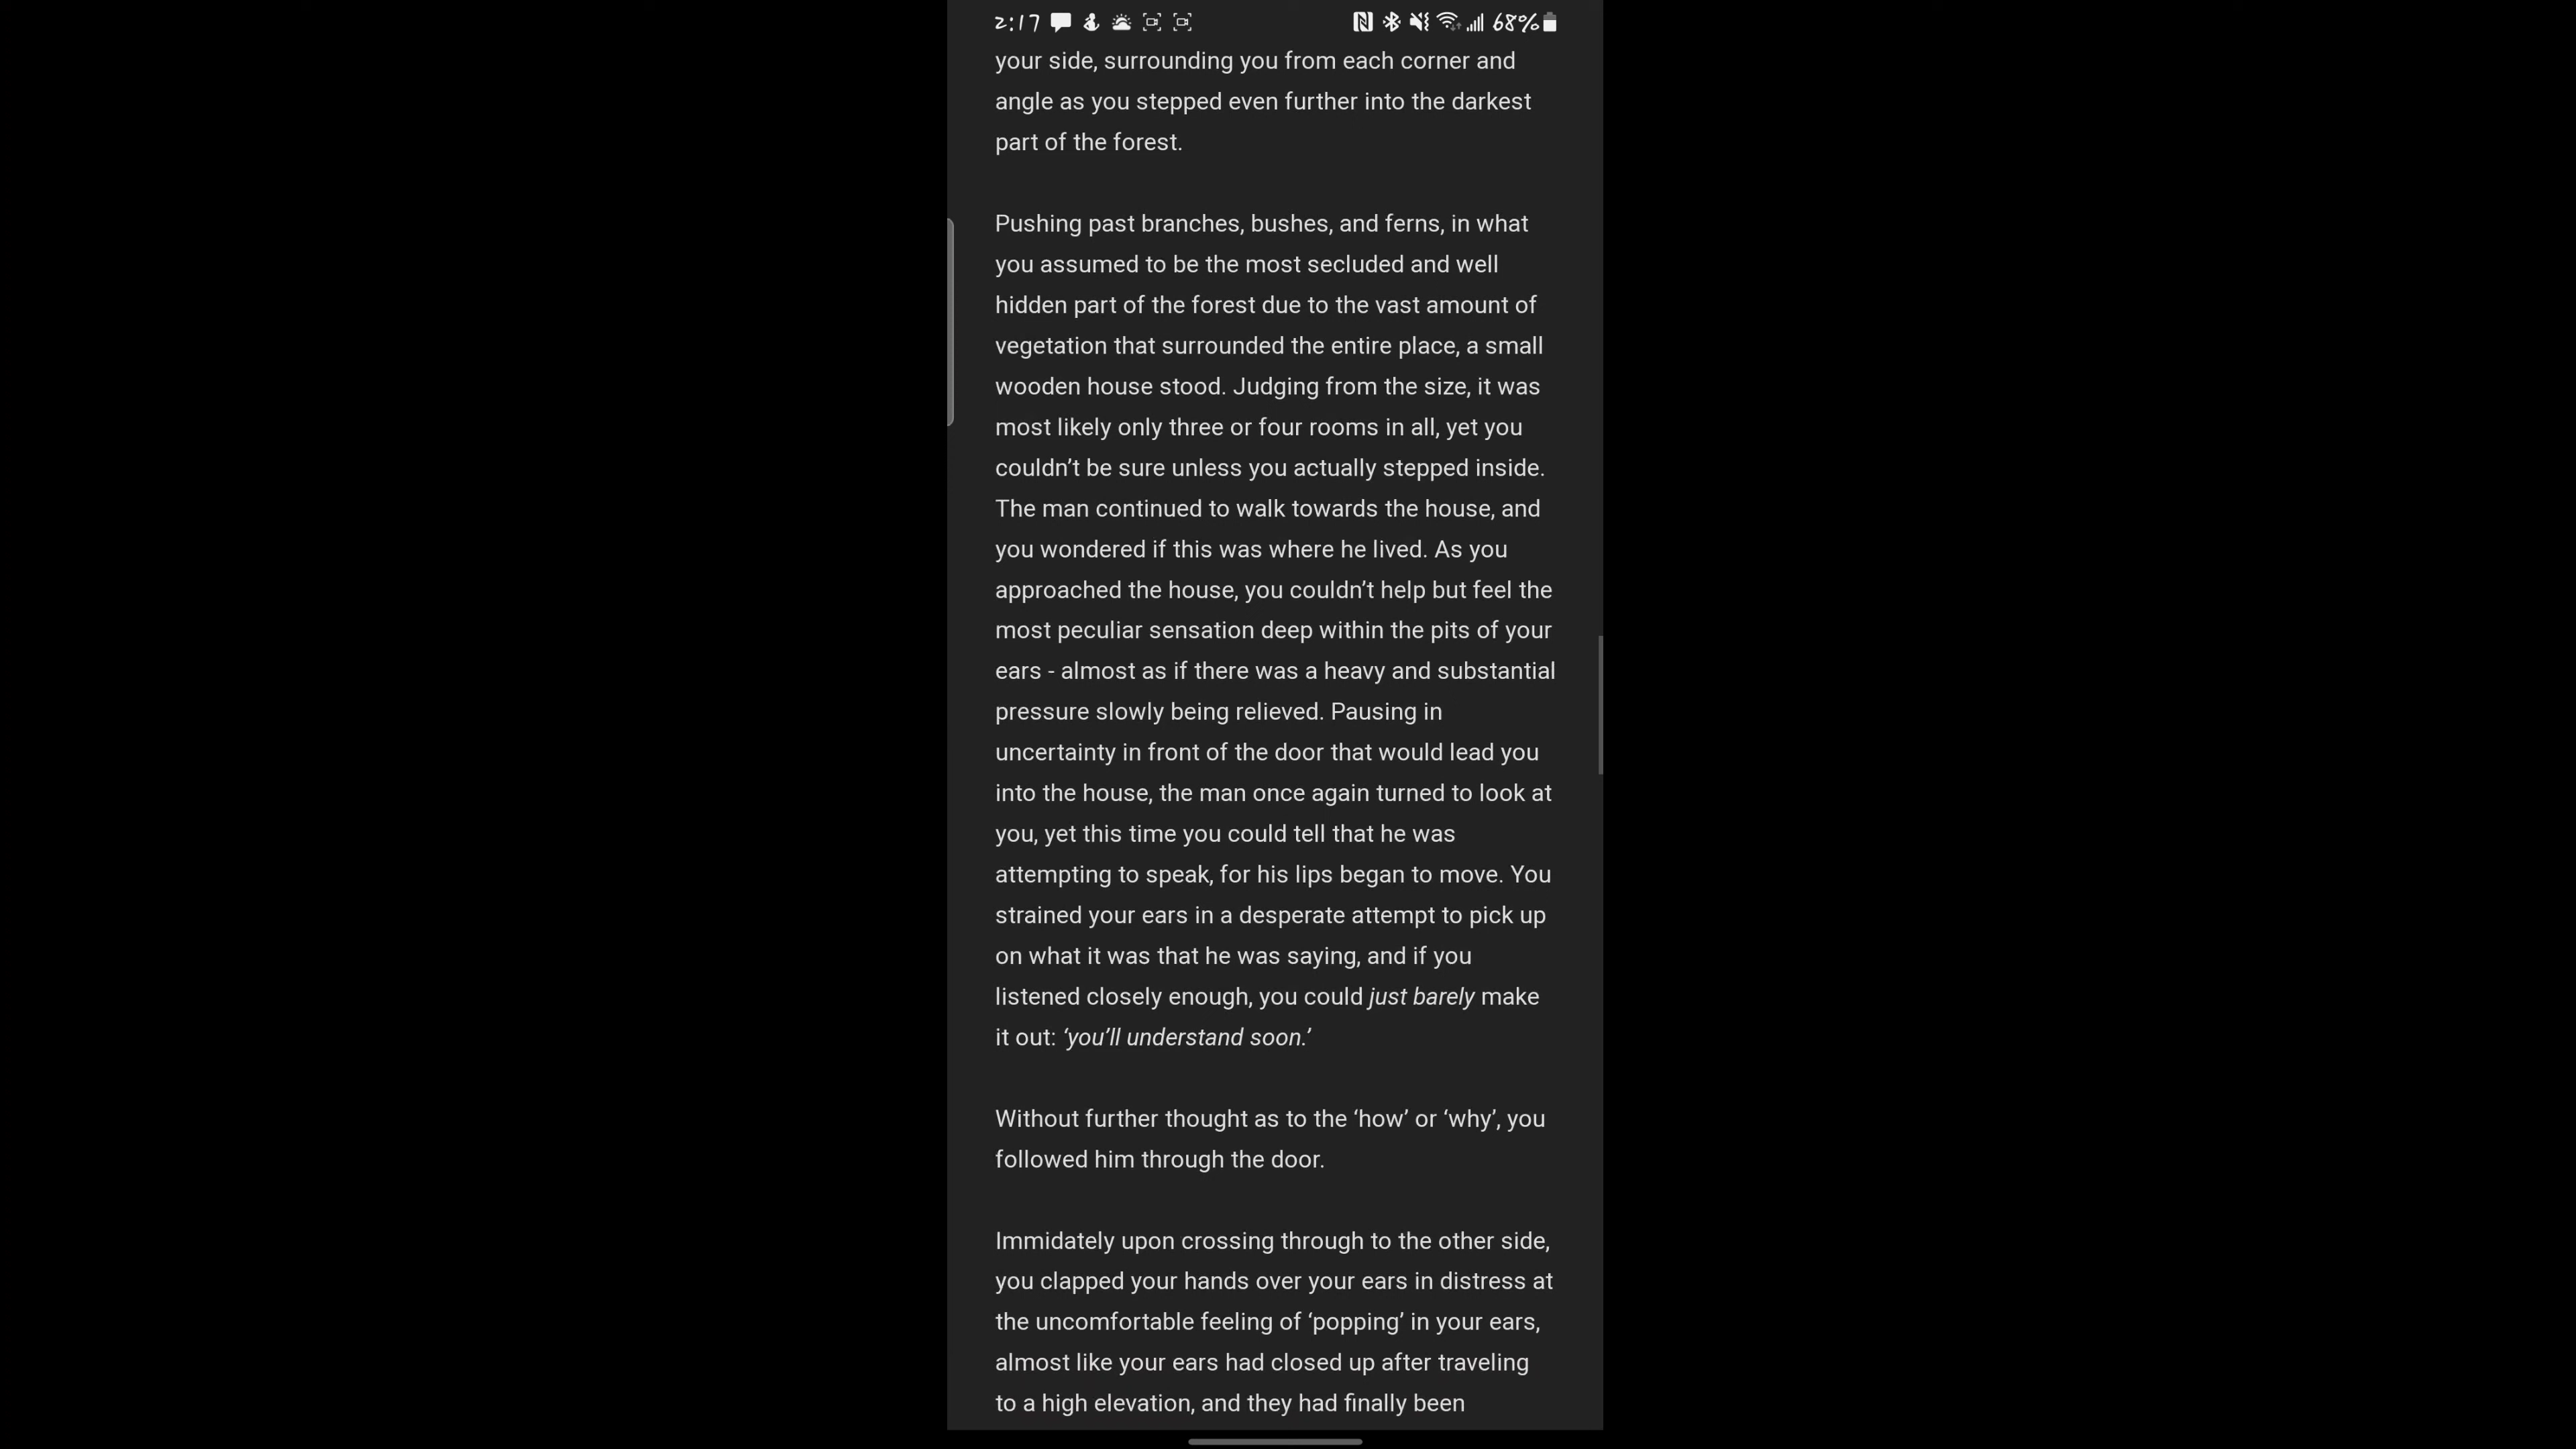 2:17 68%
your side, surrounding you from each corner and
angle as you stepped even further into the darkest
part of the forest.
Pushing past branches, bushes, and ferns, in what
you assumed to be the most secluded and well
hidden part of the forest due to the vast amount of
vegetation that surrounded the entire place, a small
wooden house stood. Judging from the size, it was
most likely only three or four rooms in all, yet you
couldn’t be sure unless you actually stepped inside.
The man continued to walk towards the house, and
you wondered if this was where he lived. As you
approached the house, you couldn’t help but feel the
most peculiar sensation deep within the pits of your
ears - almost as if there was a heavy and substantial
pressure slowly being relieved. Pausing in
uncertainty in front of the door that would lead you
into the house, the man once again turned to look at
you, yet this time you could tell that he was
attempting to speak, for his lips began to move. You
strained your ears in a desperate attempt to pick up
on what it was that he was saying, and if you
listened closely enough, you could just barely make
it out: ‘you’ll understand soon.’
Without further thought as to the ‘how’ or ‘why’, you
followed him through the door.
Immidately upon crossing through to the other side,
you clapped your hands over your ears in distress at
the uncomfortable feeling of ‘popping’ in your ears,
almost like your ears had closed up after traveling
to a high elevation, and they had finally been